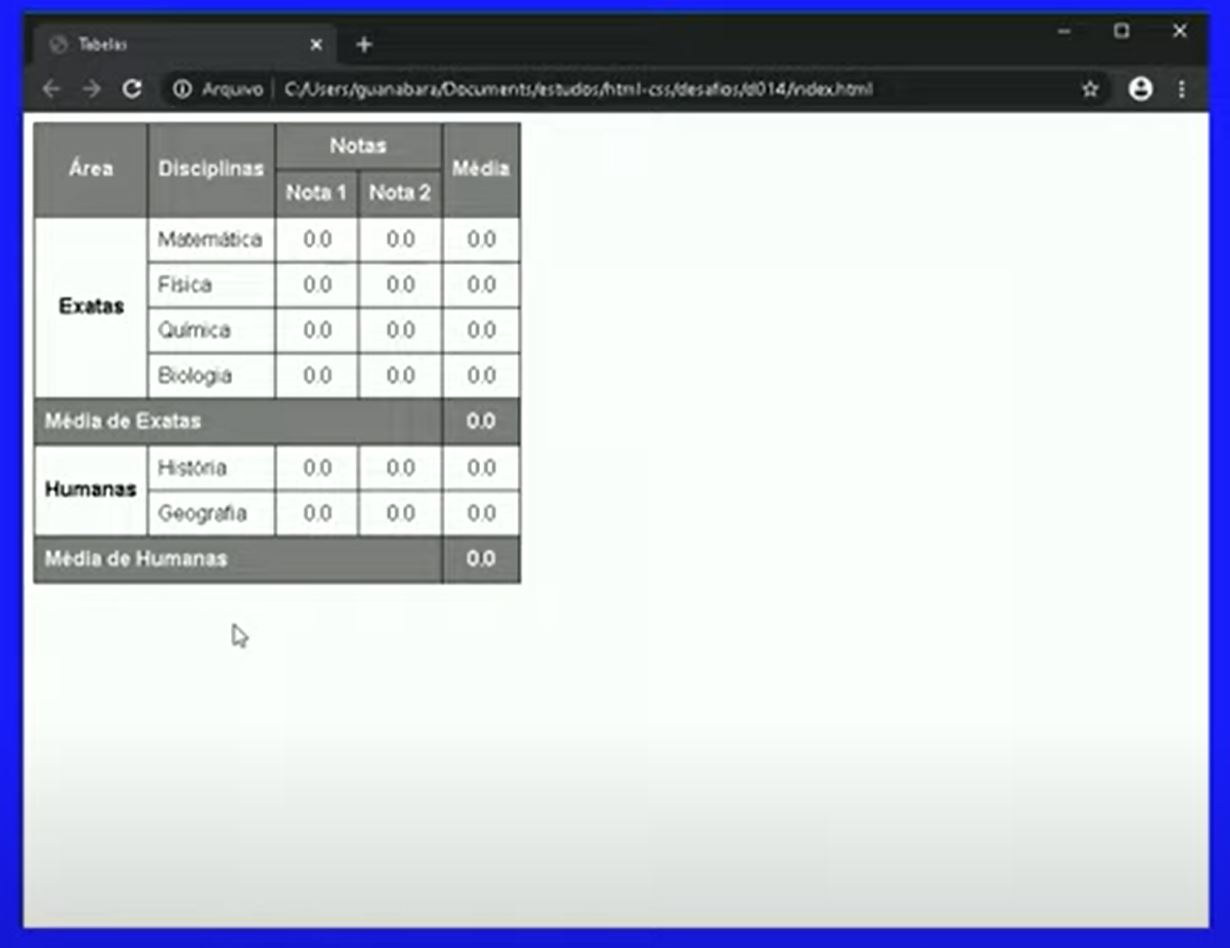 Tabelas
Arquivo C:/Users/guanabara/Documents/estudos/html-css/desafios/d014/index.html
Área Disciplinas Notas Média
Nota 1 Nota 2
Exatas Matemática 0.0 0.0 0.0
Física 0.0 0.0 0.0
Química 0.0 0.0 0.0
Biologia 0.0 0.0 0.0
Média de Exatas 0.0
Humanas História 0.0 0.0 0.0
Geografia 0.0 0.0 0.0
Média de Humanas 0.0